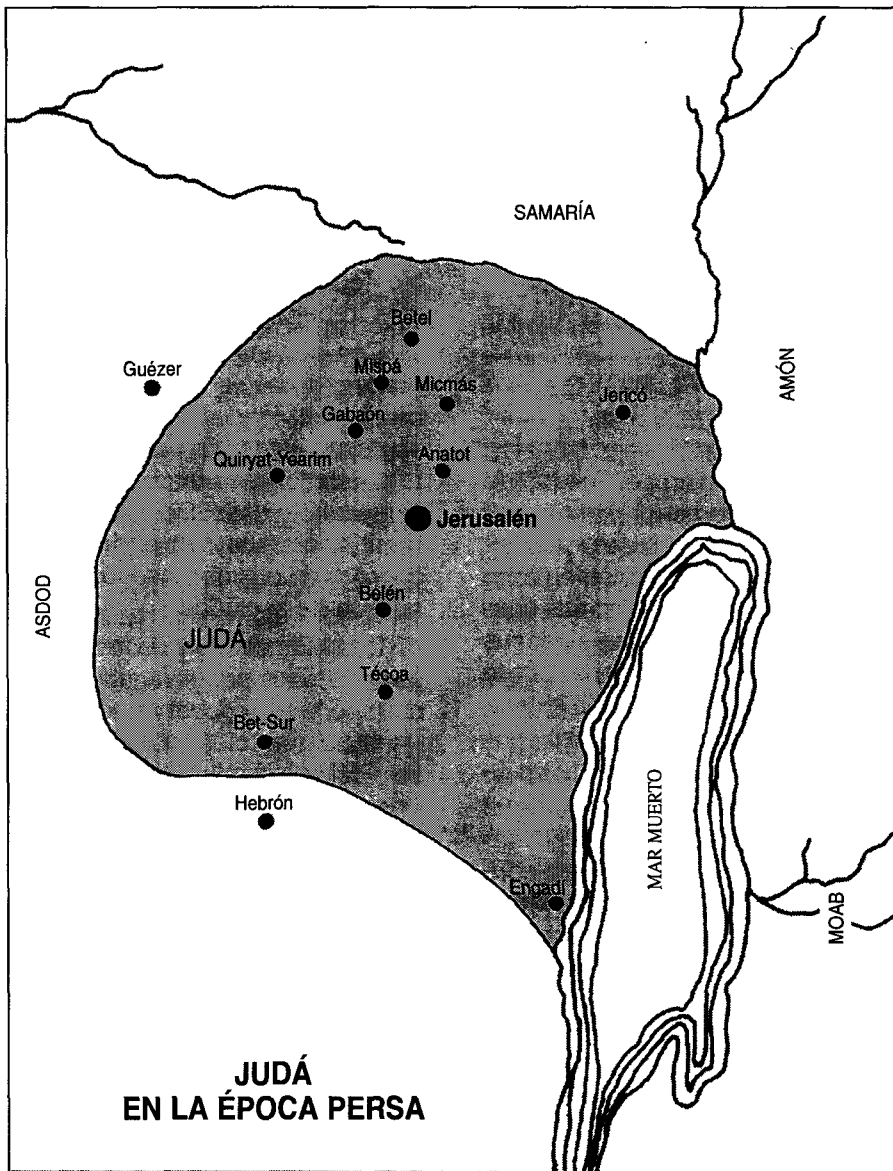 SAMARÍA
Betel
Guézer
Mispá
Micmás
Jericó
AMÓN
Gabaón
Quiryat-Yearim
Anatot
Jerusalén
ASDOD
Belén
JUDÁ
Técoa
Bet-Sur
Hebrón
MAR MUERTO
Engadí
MOAB
JUDÁ
EN LA ÉPOCA PERSA